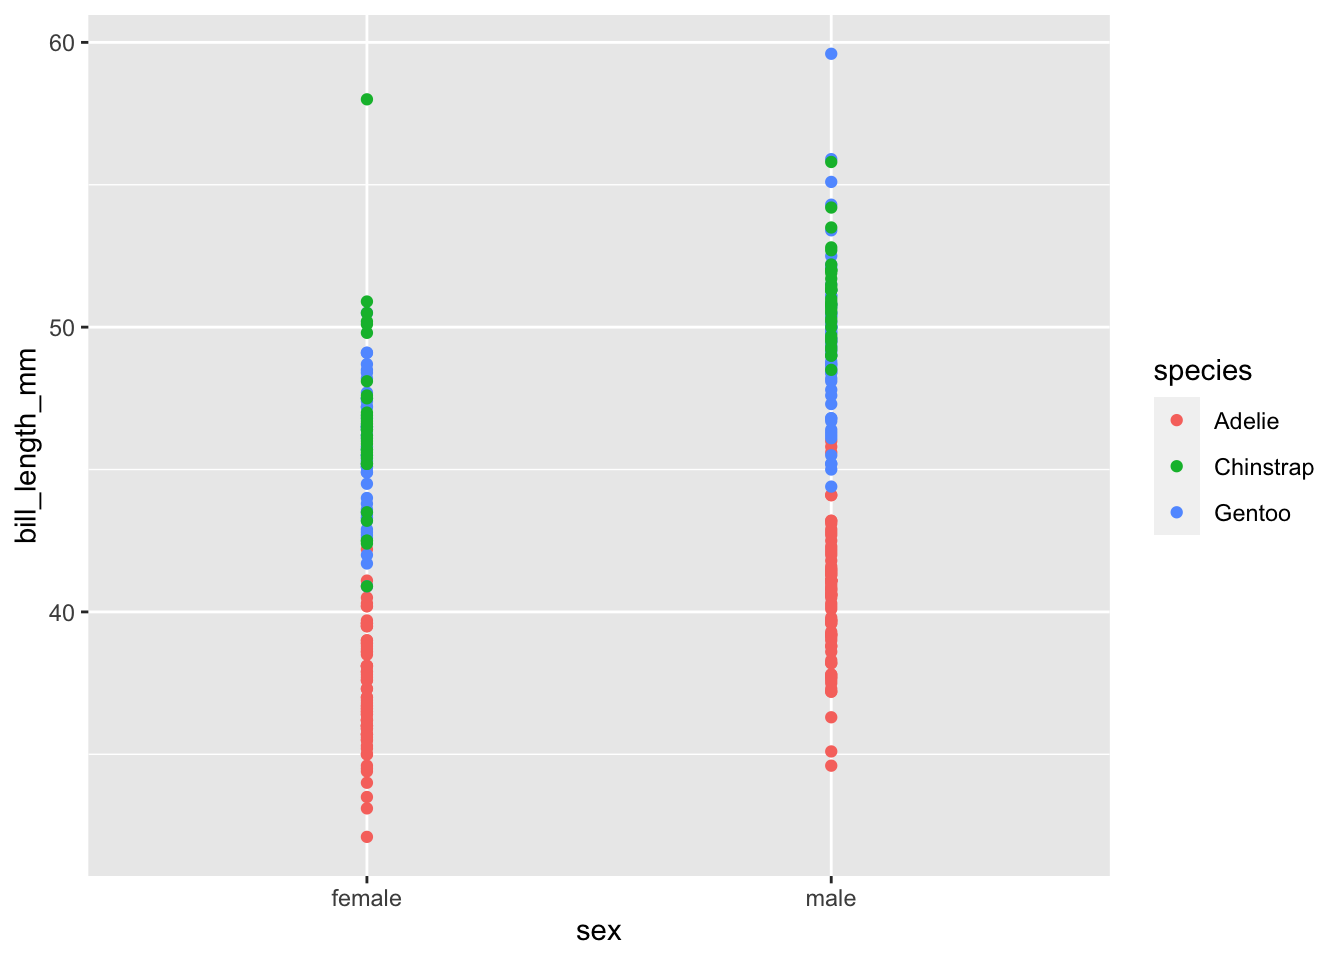 60
50
40
bill_length_mm
female
male
sex
species
Adelie
Chinstrap
Gentoo